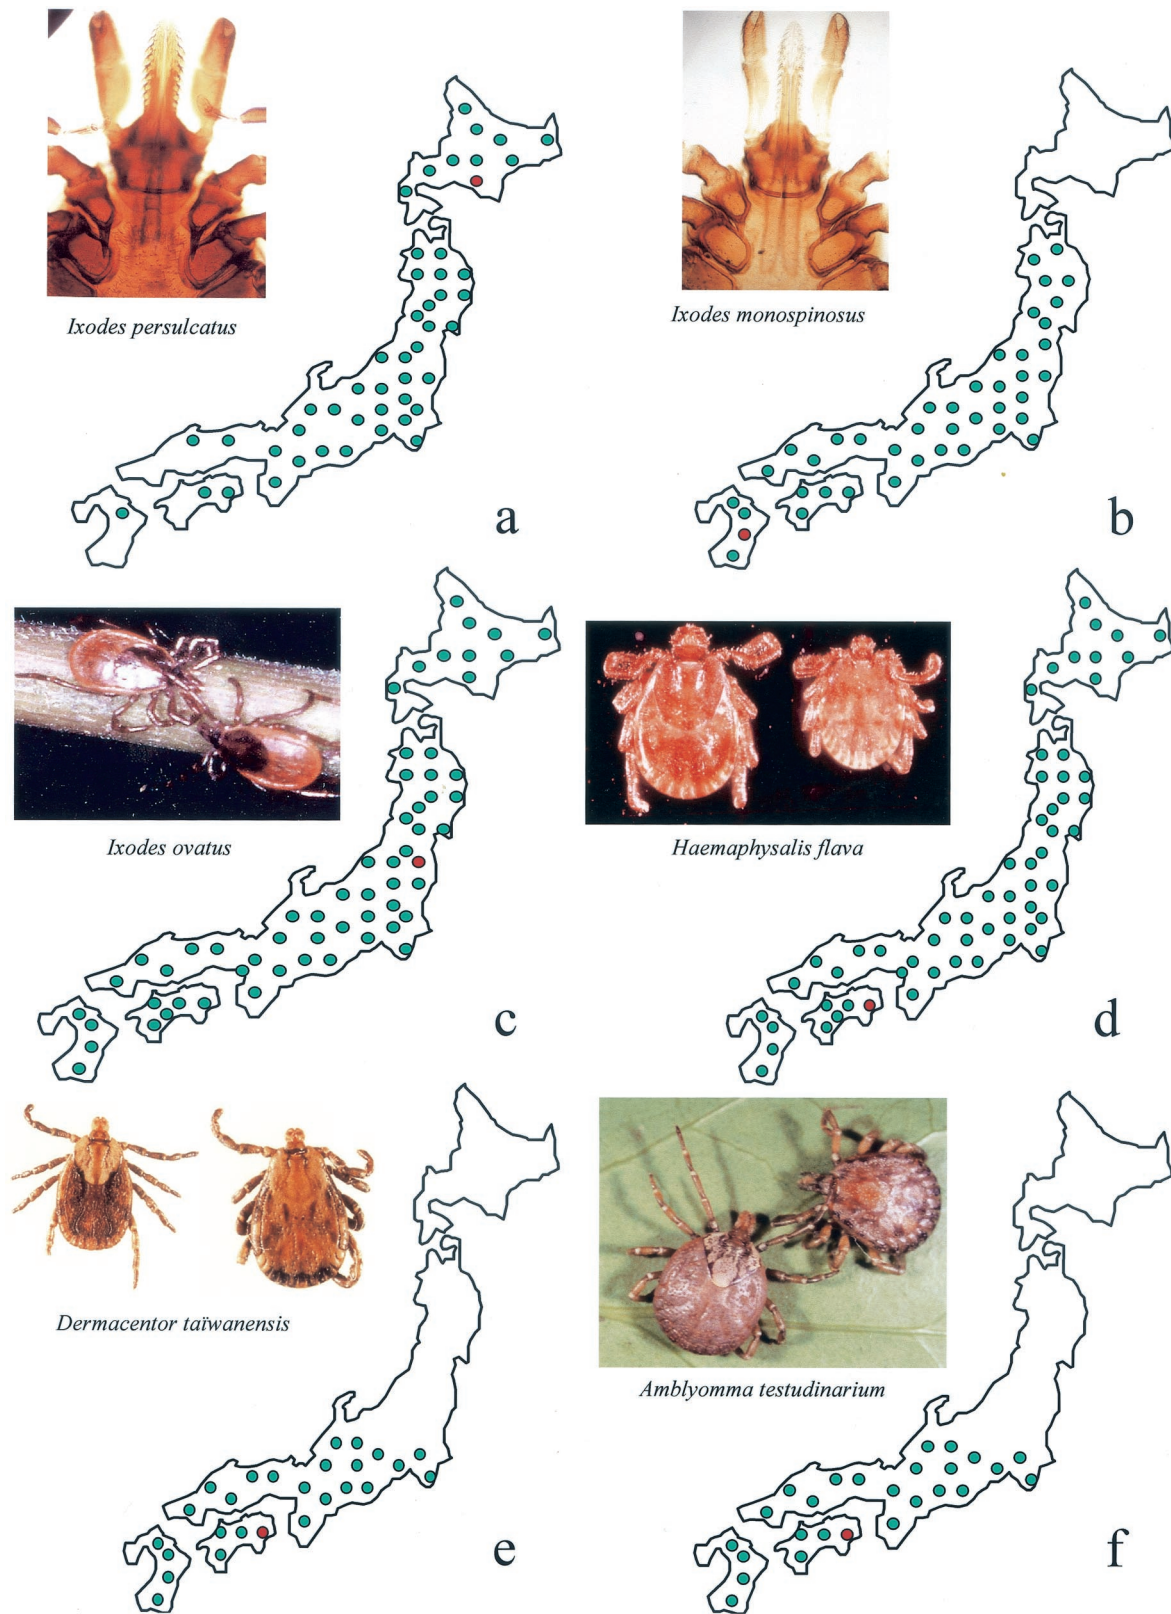 Ixodes persulcatus
a
Ixodes monospinosus
b
Ixodes ovatus
c
Haemaphysalis flava
d
Dermacentor taïwanensis
e
Amblyomma testudinarium
f